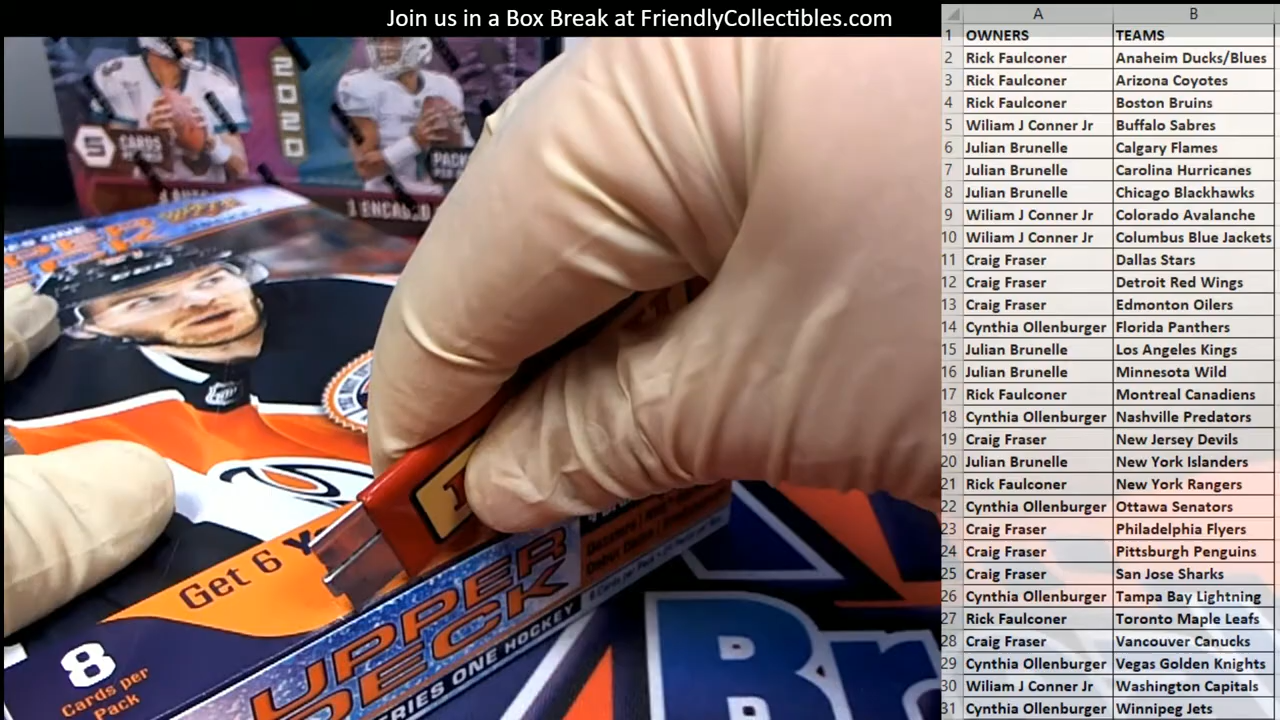 Join us in a Box Break at FriendlyCollectibles.com
A B
1 OWNERS TEAMS
2 Rick Faulconer Anaheim Ducks/Blues
3 Rick Faulconer Arizona Coyotes
4 Rick Faulconer Boston Bruins
5 Wiliam J Conner Jr Buffalo Sabres
6 Julian Brunelle Calgary Flames
7 Julian Brunelle Carolina Hurricanes
8 Julian Brunelle Chicago Blackhawks
9 Wiliam J Conner Jr Colorado Avalanche
10 Wiliam J Conner Jr Columbus Blue Jackets
11 Craig Fraser Dallas Stars
12 Craig Fraser Detroit Red Wings
13 Craig Fraser Edmonton Oilers
14 Cynthia Ollenburger Florida Panthers
15 Julian Brunelle Los Angeles Kings
16 Julian Brunelle Minnesota Wild
17 Rick Faulconer Montreal Canadiens
18 Cynthia Ollenburger Nashville Predators
19 Craig Fraser New Jersey Devils
20 Julian Brunelle New York Islanders
21 Rick Faulconer New York Rangers
22 Cynthia Ollenburger Ottawa Senators
23 Craig Fraser Philadelphia Flyers
24 Craig Fraser Pittsburgh Penguins
25 Craig Fraser San Jose Sharks
26 Cynthia Ollenburger Tampa Bay Lightning
27 Rick Faulconer Toronto Maple Leafs
28 Craig Fraser Vancouver Canucks
29 Cynthia Ollenburger Vegas Golden Knights
30 Wiliam J Conner Jr Washington Capitals
31 Cynthia Ollenburger Winnipeg Jets
2020
5 CARDS
Get 6
8
Cards per
Pack
UPPER
DECK
SERIES ONE HOCKEY
Br